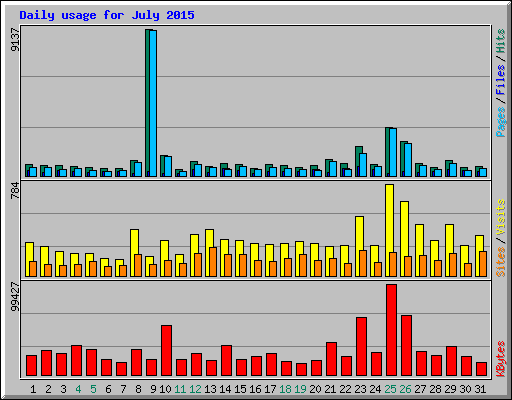 Daily usage for July 2015
9137
784
99427
Pages / Files / Hits
Sites / Visits
KBytes
1 2 3 4 5 6 7 8 9 10 11 12 13 14 15 16 17 18 19 20 21 22 23 24 25 26 27 28 29 30 31